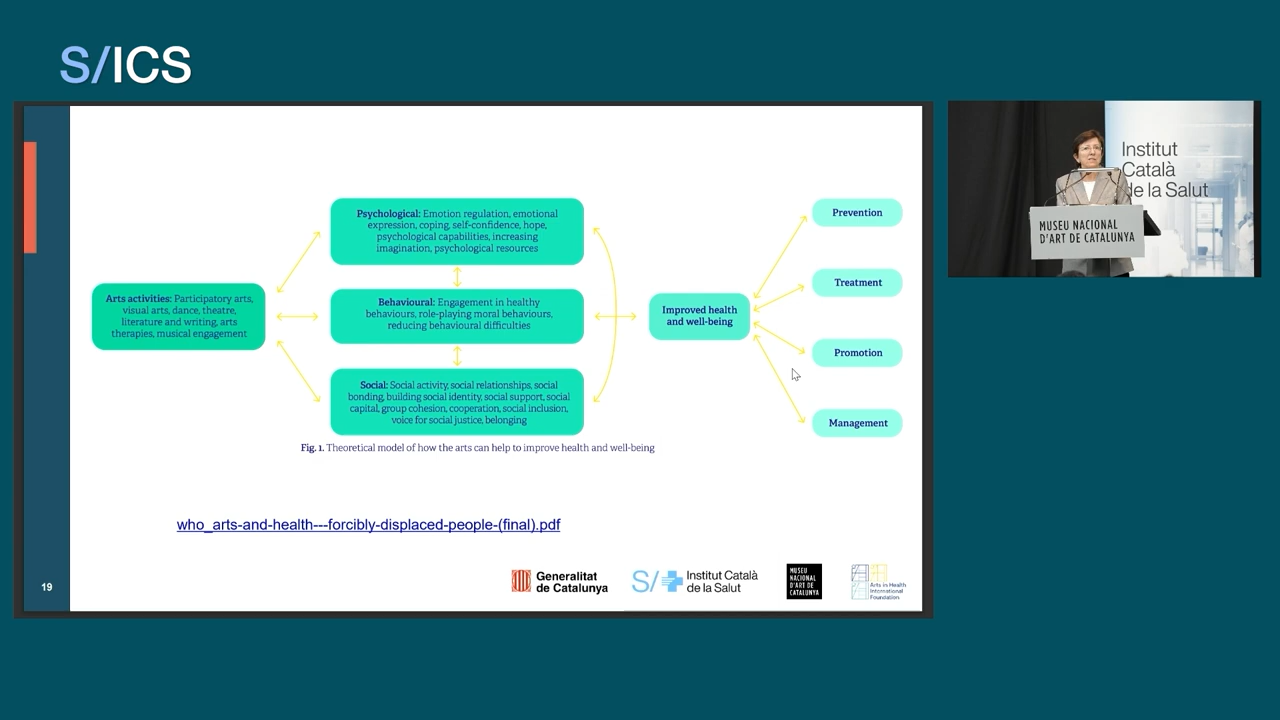 S/ICS
Psychological: Emotion regulation, emotional
expression, coping, self-confidence, hope,
psychological capabilities, increasing
imagination, psychological resources
Arts activities: Participatory arts,
visual arts, dance, theatre,
literature and writing, arts
therapies, musical engagement
Behavioural: Engagement in healthy
behaviours, role-playing moral behaviours,
reducing behavioural difficulties
Social: Social activity, social relationships, social
bonding, building social identity, social support, social
capital, group cohesion, cooperation, social inclusion,
voice for social justice, belonging
Improved health
and well-being
Prevention
Treatment
Promotion
Management
Fig. 1. Theoretical model of how the arts can help to improve health and well-being
who_arts-and-health---forcibly-displaced-people-(final).pdf
19
Generalitat
de Catalunya
S/
Institut Català
de la Salut
MUSEU
NACIONAL
D'ART DE
CATALUNYA
Arts in Health
International
Foundation
Institut
Català
de la Salut
MUSEU NACIONAL
D'ART DE CATALUNYA